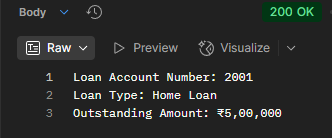 Body
200 OK
Raw
Preview
Visualize
1 Loan Account Number: 2001
2 Loan Type: Home Loan
3 Outstanding Amount: ₹5,00,000